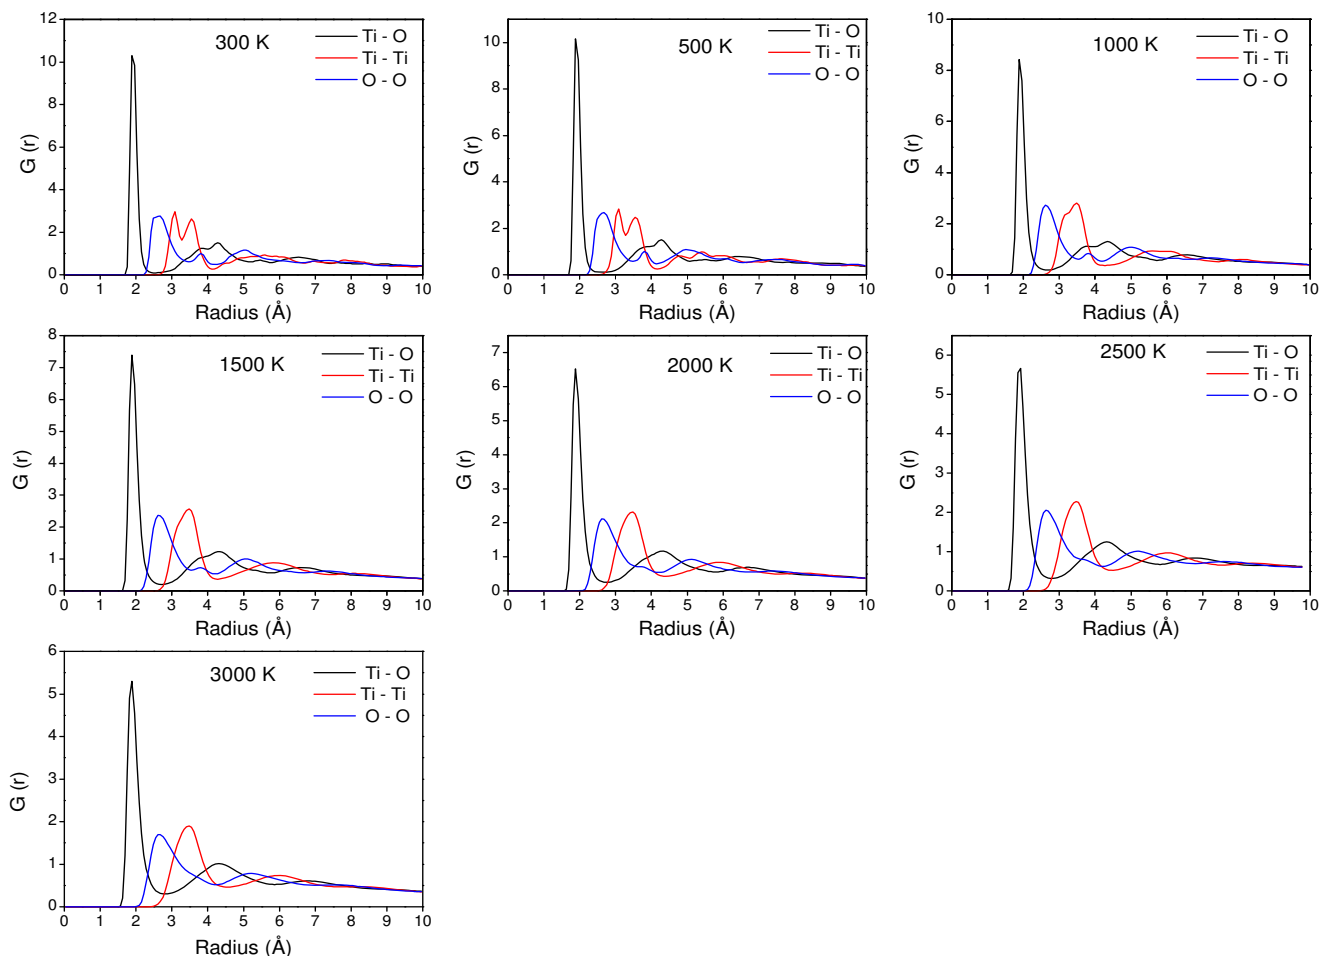 300 K
Ti - O
Ti - Ti
O - O
G (r)
12
10
8
6
4
2
0
0 1 2 3 4 5 6 7 8 9 10
Radius (Å)
500 K
Ti - O
Ti - Ti
O - O
G (r)
10
8
6
4
2
0
0 1 2 3 4 5 6 7 8 9 10
Radius (Å)
1000 K
Ti - O
Ti - Ti
O - O
G (r)
10
8
6
4
2
0
0 1 2 3 4 5 6 7 8 9 10
Radius (Å)
1500 K
Ti - O
Ti - Ti
O - O
G (r)
8
7
6
5
4
3
2
1
0
0 1 2 3 4 5 6 7 8 9 10
Radius (Å)
2000 K
Ti - O
Ti - Ti
O - O
G (r)
7
6
5
4
3
2
1
0
0 1 2 3 4 5 6 7 8 9 10
Radius (Å)
2500 K
Ti - O
Ti - Ti
O - O
G (r)
6
5
4
3
2
1
0
0 1 2 3 4 5 6 7 8 9 10
Radius (Å)
3000 K
Ti - O
Ti - Ti
O - O
G (r)
6
5
4
3
2
1
0
0 1 2 3 4 5 6 7 8 9 10
Radius (Å)